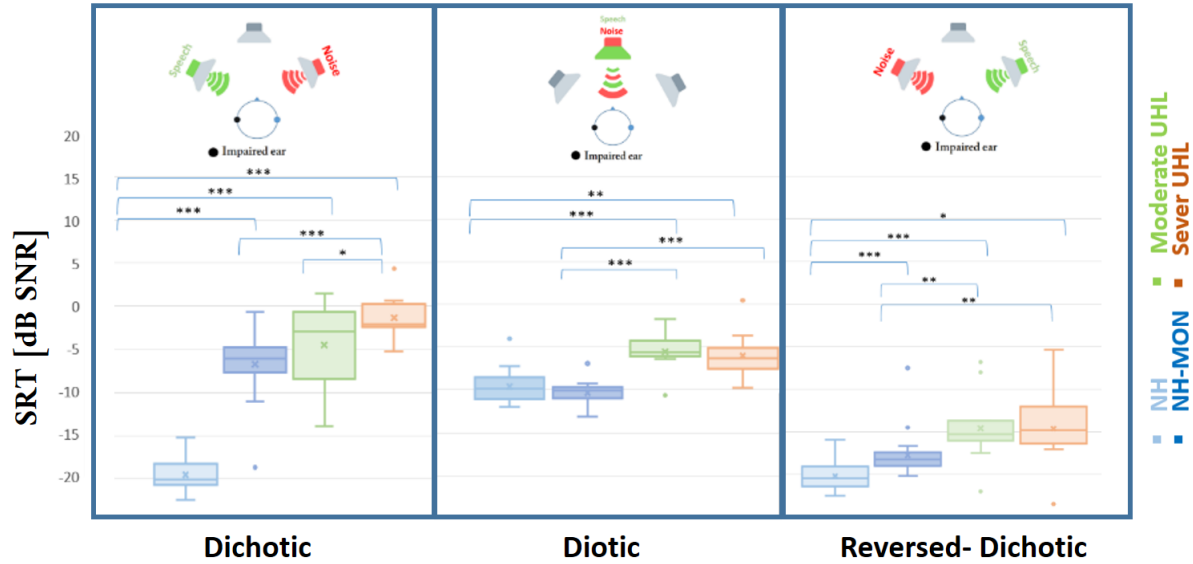 Speech
Noise
Impaired ear
Speech
Noise
Impaired ear
Noise
Speech
Impaired ear
SRT [dB SNR]
20
15
10
5
0
-5
-10
-15
-20
***
***
***
***
*
**
***
***
***
*
***
***
**
**
Dichotic
Diotic
Reversed- Dichotic
NH
NH-MON
Moderate UHL
Sever UHL